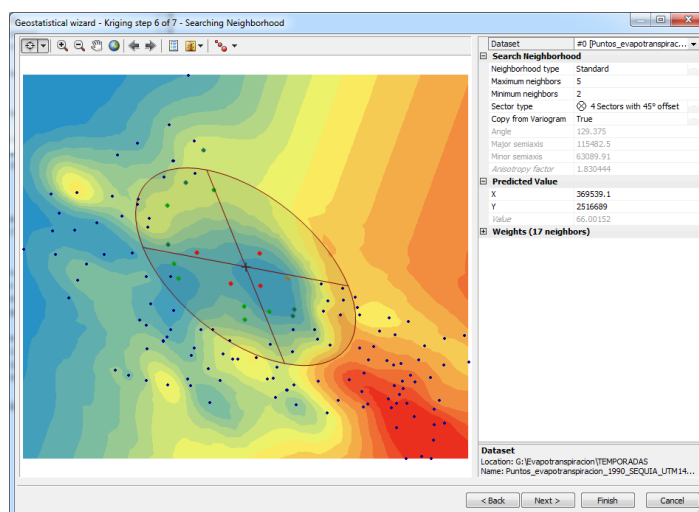 Geostatistical wizard - Kriging step 6 of 7 - Searching Neighborhood
Dataset #0 [Puntos_evapotranspirac...
Search Neighborhood
Neighborhood type Standard
Maximum neighbors 5
Minimum neighbors 2
Sector type 4 Sectors with 45° offset
Copy from Variogram True
Angle 129.375
Major semiaxis 115482.5
Minor semiaxis 63089.91
Anisotropy factor 1.830444
Predicted Value
X 369539.1
Y 2516689
Value 66.00152
Weights (17 neighbors)
Dataset
Location: G:\Evapotranspiracion\TEMPORADAS
Name: Puntos_evapotranspiracion_1990_SEQUIA_UTM14...
< Back Next > Finish Cancel